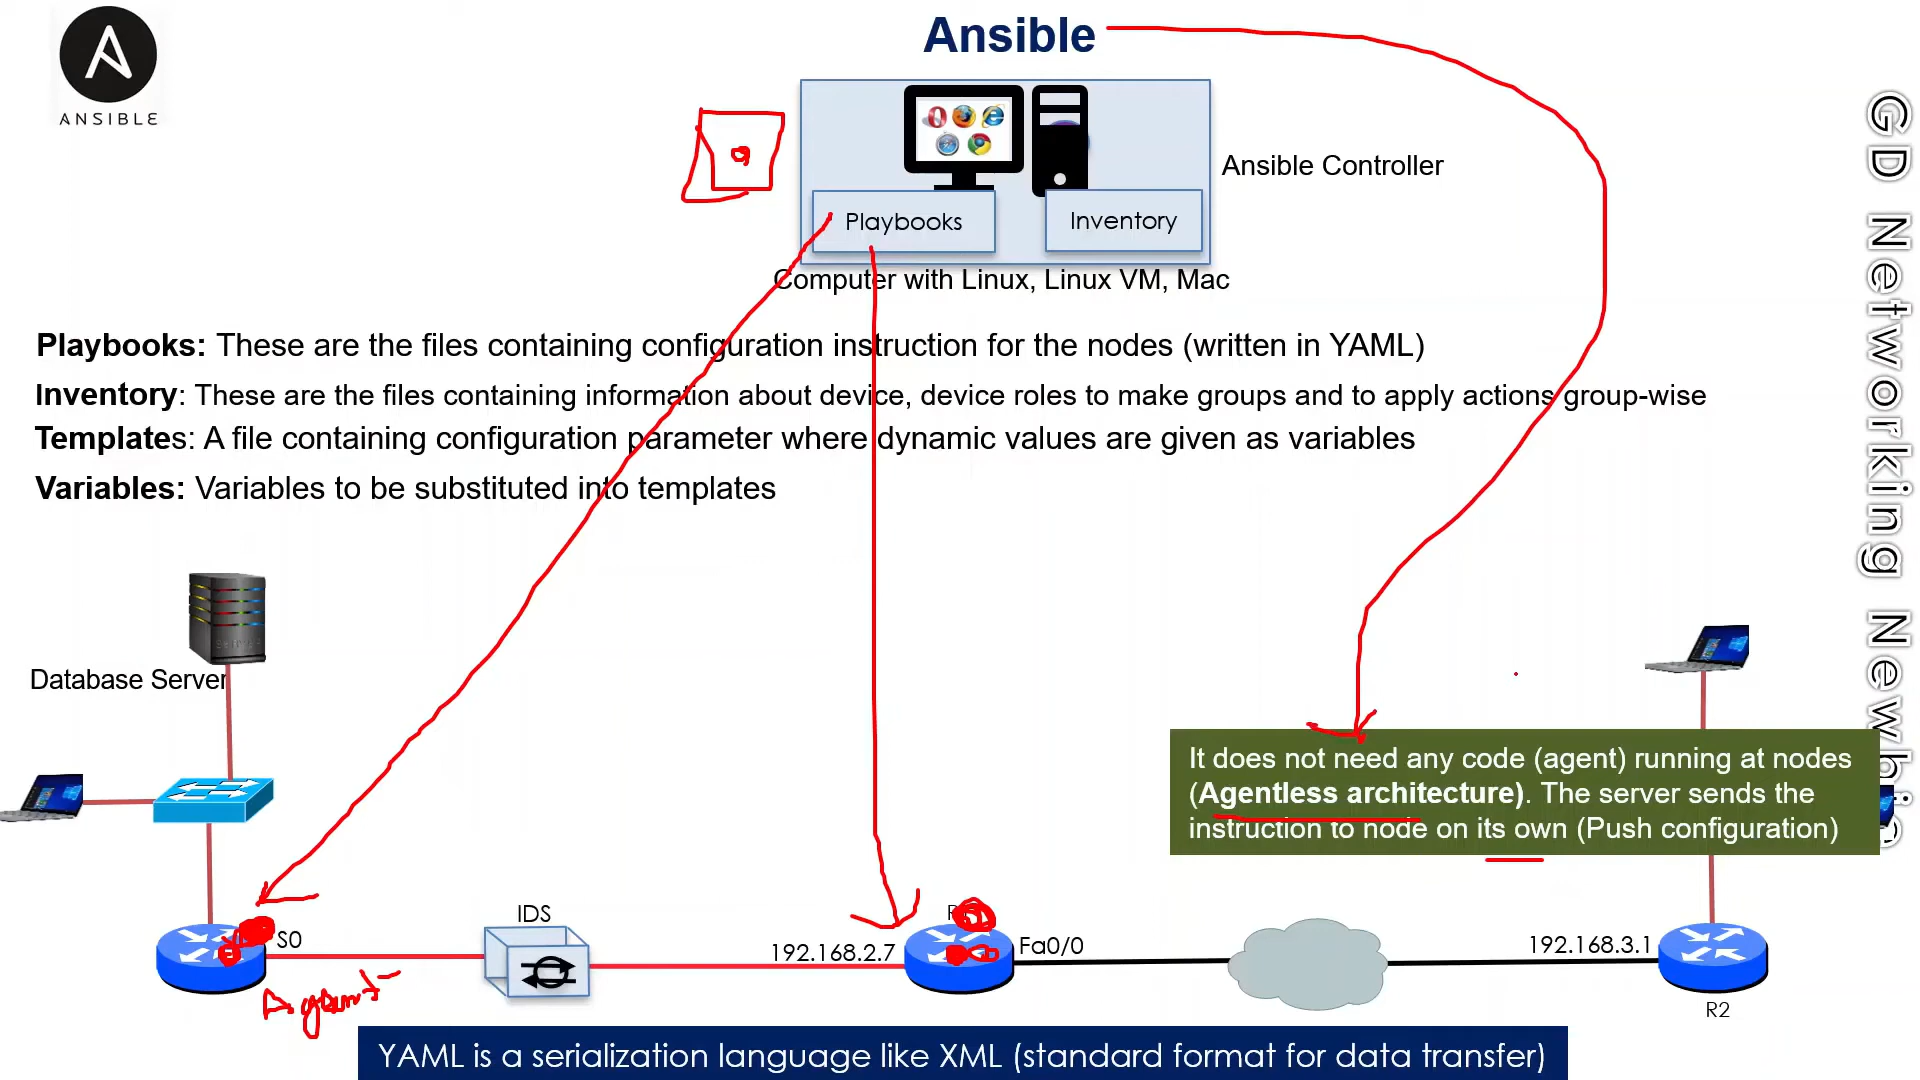 Ansible
ANSIBLE
Ansible Controller
Playbooks
Inventory
Computer with Linux, Linux VM, Mac
Playbooks: These are the files containing configuration instruction for the nodes (written in YAML)
Inventory: These are the files containing information about device, device roles to make groups and to apply actions group-wise
Templates: A file containing configuration parameter where dynamic values are given as variables
Variables: Variables to be substituted into templates
Database Server
It does not need any code (agent) running at nodes
(Agentless architecture). The server sends the
instruction to node on its own (Push configuration)
IDS
S0
192.168.2.7
Fa0/0
192.168.3.1
R2
Agent
YAML is a serialization language like XML (standard format for data transfer)
GD Networking Newbie